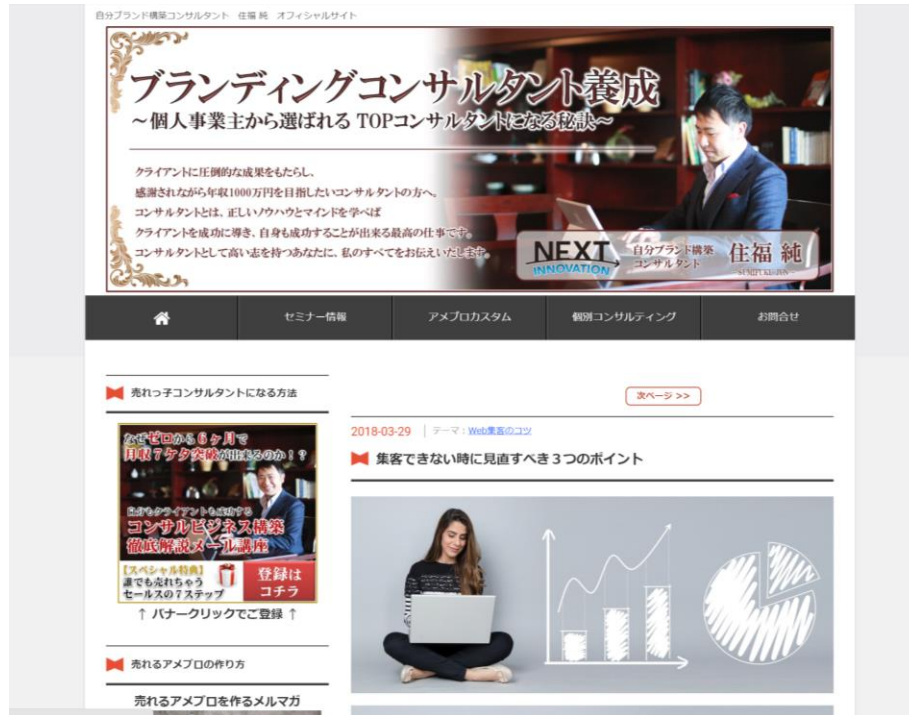 自分ブランド構築コンサルタント 住福 純 オフィシャルサイト
ブランディングコンサルタント養成
～個人事業主から選ばれる TOPコンサルタントになる秘訣～
クライアントに圧倒的な成果をもたらし、
感謝されながら年収1000万円を目指したいコンサルタントの方へ。
コンサルタントとは、正しいノウハウとマインドを学べば
クライアントを成功に導き、自身も成功することが出来る最高の仕事です。
コンサルタントとして高い志を持つあなたに、私のすべてをお伝えいたします。
NEXT
INNOVATION
自分ブランド構築
コンサルタント
住福 純
～SUMIFUKU JUN～
セミナー情報 アメブロカスタム 個別コンサルティング お問合せ
売れっ子コンサルタントになる方法
なぜゼロから6ヶ月で
月収7ケタ突破が出来るのか!?
自分もクライアントも成功する
コンサルビジネス構築
徹底解説メール講座
【スペシャル特典】
誰でも売れちゃう
セールスの7ステップ
登録は
コチラ
↑ バナークリックでご登録 ↑
売れるアメブロの作り方
売れるアメブロを作るメルマガ
次ページ >>
2018-03-29 | テーマ：Web集客のコツ
集客できない時に見直すべき３つのポイント